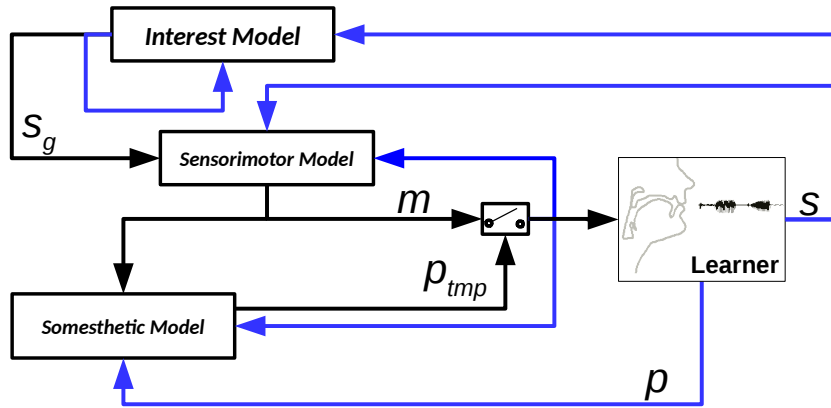 Interest Model
s_g
Sensorimotor Model
m
s
Learner
p_tmp
Somesthetic Model
p